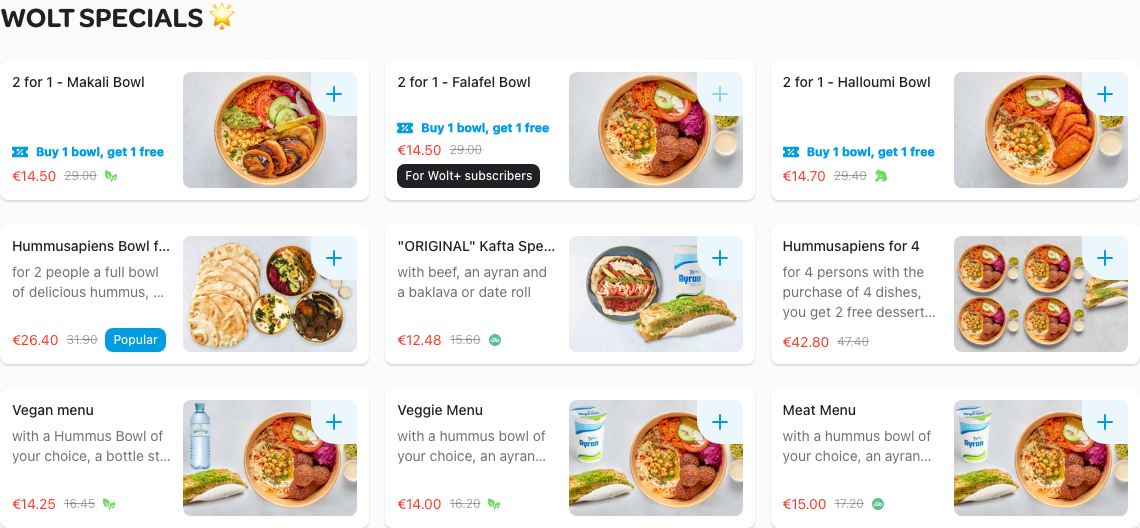 WOLT SPECIALS 🌟
2 for 1 - Makali Bowl
Buy 1 bowl, get 1 free
€14.50 29.00
2 for 1 - Falafel Bowl
Buy 1 bowl, get 1 free
€14.50 29.00
For Wolt+ subscribers
2 for 1 - Halloumi Bowl
Buy 1 bowl, get 1 free
€14.70 29.40
Hummusapiens Bowl f...
for 2 people a full bowl
of delicious hummus, ...
€26.40 31.90 Popular
"ORIGINAL" Kafta Spe...
with beef, an ayran and
a baklava or date roll
€12.48 15.60
Ayran
Hummusapiens for 4
for 4 persons with the
purchase of 4 dishes,
you get 2 free dessert...
€42.80 47.40
Vegan menu
with a Hummus Bowl of
your choice, a bottle st...
€14.25 16.45
Veggie Menu
with a hummus bowl of
your choice, an ayran...
€14.00 16.20
Ayran
Meat Menu
with a hummus bowl of
your choice, an ayran...
€15.00 17.20
Ayran